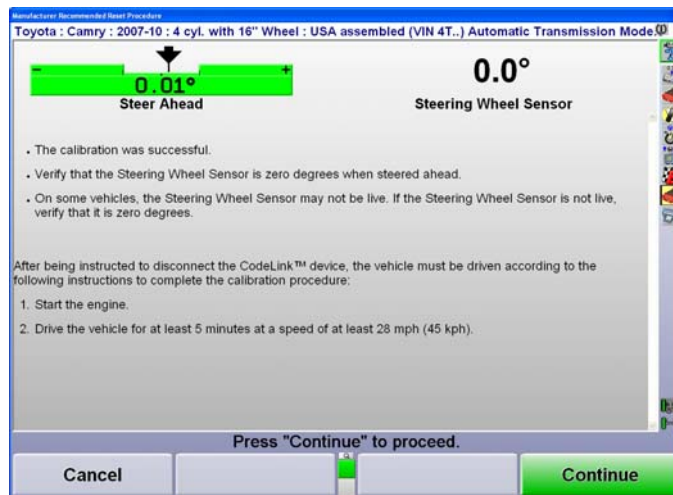 Manufacturer Recommended Reset Procedure
Toyota : Camry : 2007-10 : 4 cyl. with 16" Wheel : USA assembled (VIN 4T..) Automatic Transmission Mode
- +
0.01°
Steer Ahead
0.0°
Steering Wheel Sensor
• The calibration was successful.
• Verify that the Steering Wheel Sensor is zero degrees when steered ahead.
• On some vehicles, the Steering Wheel Sensor may not be live. If the Steering Wheel Sensor is not live,
verify that it is zero degrees.
After being instructed to disconnect the CodeLink™ device, the vehicle must be driven according to the
following instructions to complete the calibration procedure:
1. Start the engine.
2. Drive the vehicle for at least 5 minutes at a speed of at least 28 mph (45 kph).
Press "Continue" to proceed.
Cancel
Continue